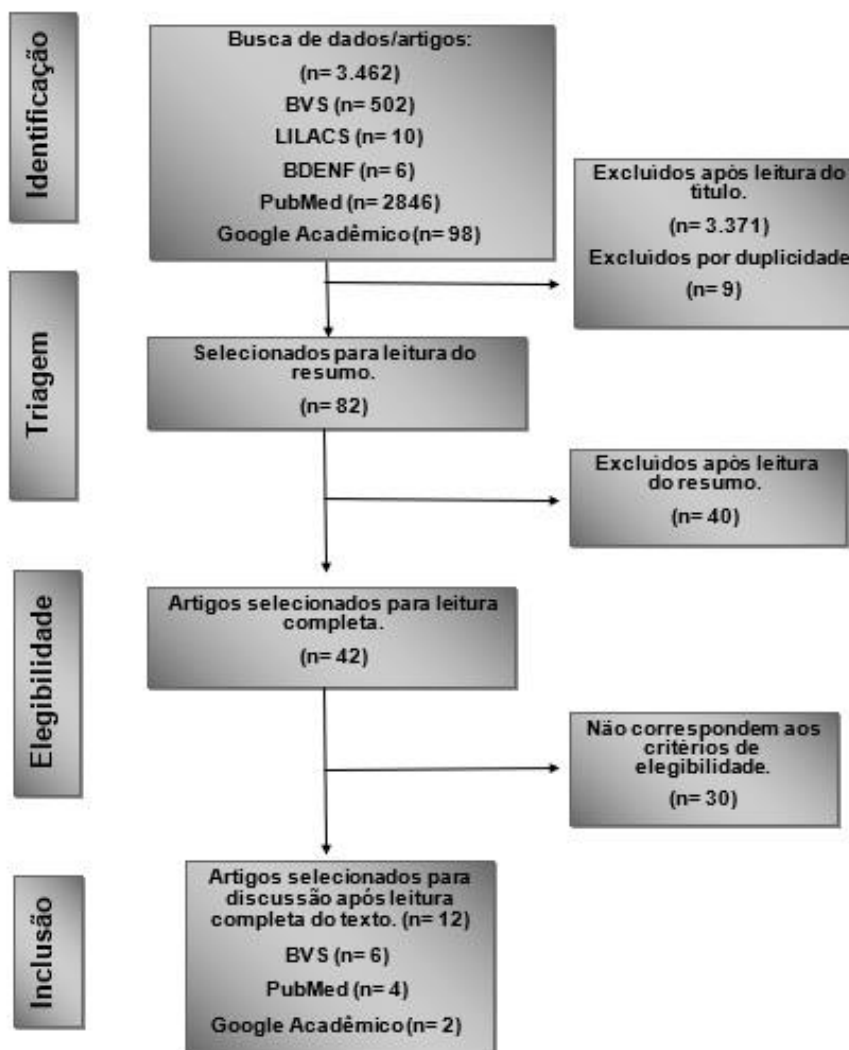 Identificação
Busca de dados/artigos:
(n= 3.462)
BVS (n= 502)
LILACS (n= 10)
BDENF (n= 6)
PubMed (n= 2846)
Google Acadêmico (n= 98)
Excluidos após leitura do
titulo.
(n= 3.371)
Excluidos por duplicidade
(n= 9)
Triagem
Selecionados para leitura do
resumo.
(n= 82)
Excluidos após leitura
do resumo.
(n= 40)
Elegibilidade
Artigos selecionados para leitura
completa.
(n= 42)
Não correspondem aos
critérios de
elegibilidade.
(n= 30)
Inclusão
Artigos selecionados para
discussão após leitura
completa do texto. (n= 12)
BVS (n= 6)
PubMed (n= 4)
Google Acadêmico (n= 2)